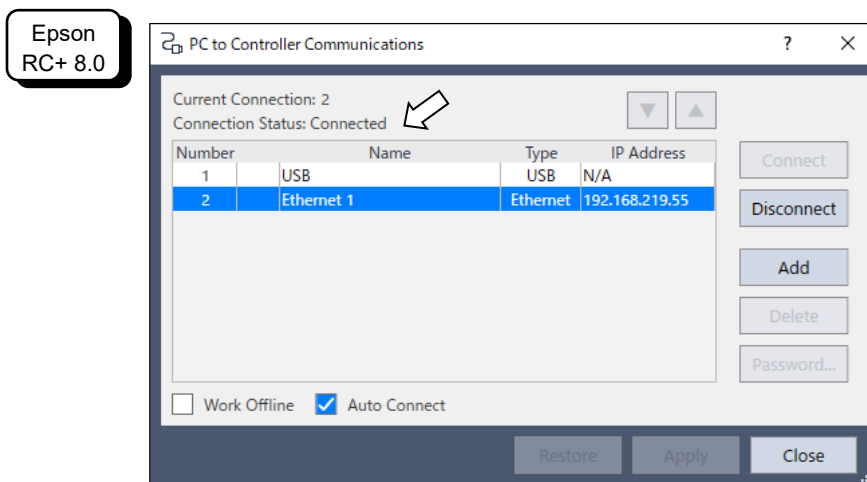 Epson
RC+ 8.0
PC to Controller Communications
?
Current Connection: 2
Connection Status: Connected
Number Name Type IP Address
1 USB USB N/A
2 Ethernet 1 Ethernet 192.168.219.55
Connect
Disconnect
Add
Delete
Password...
Work Offline Auto Connect
Restore Apply Close